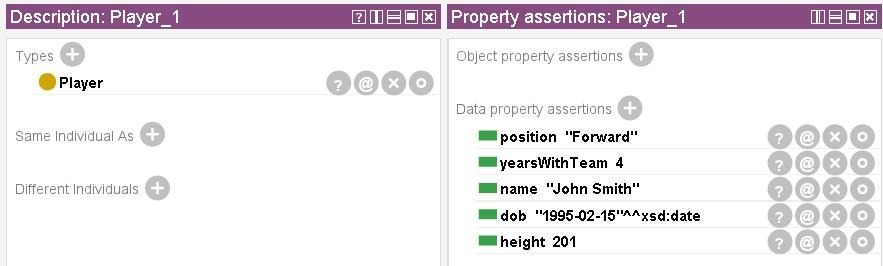 Description: Player_1
Types
Player
Same Individual As
Different Individuals
Property assertions: Player_1
Object property assertions
Data property assertions
position "Forward"
yearsWithTeam 4
name "John Smith"
dob "1995-02-15"^^xsd:date
height 201